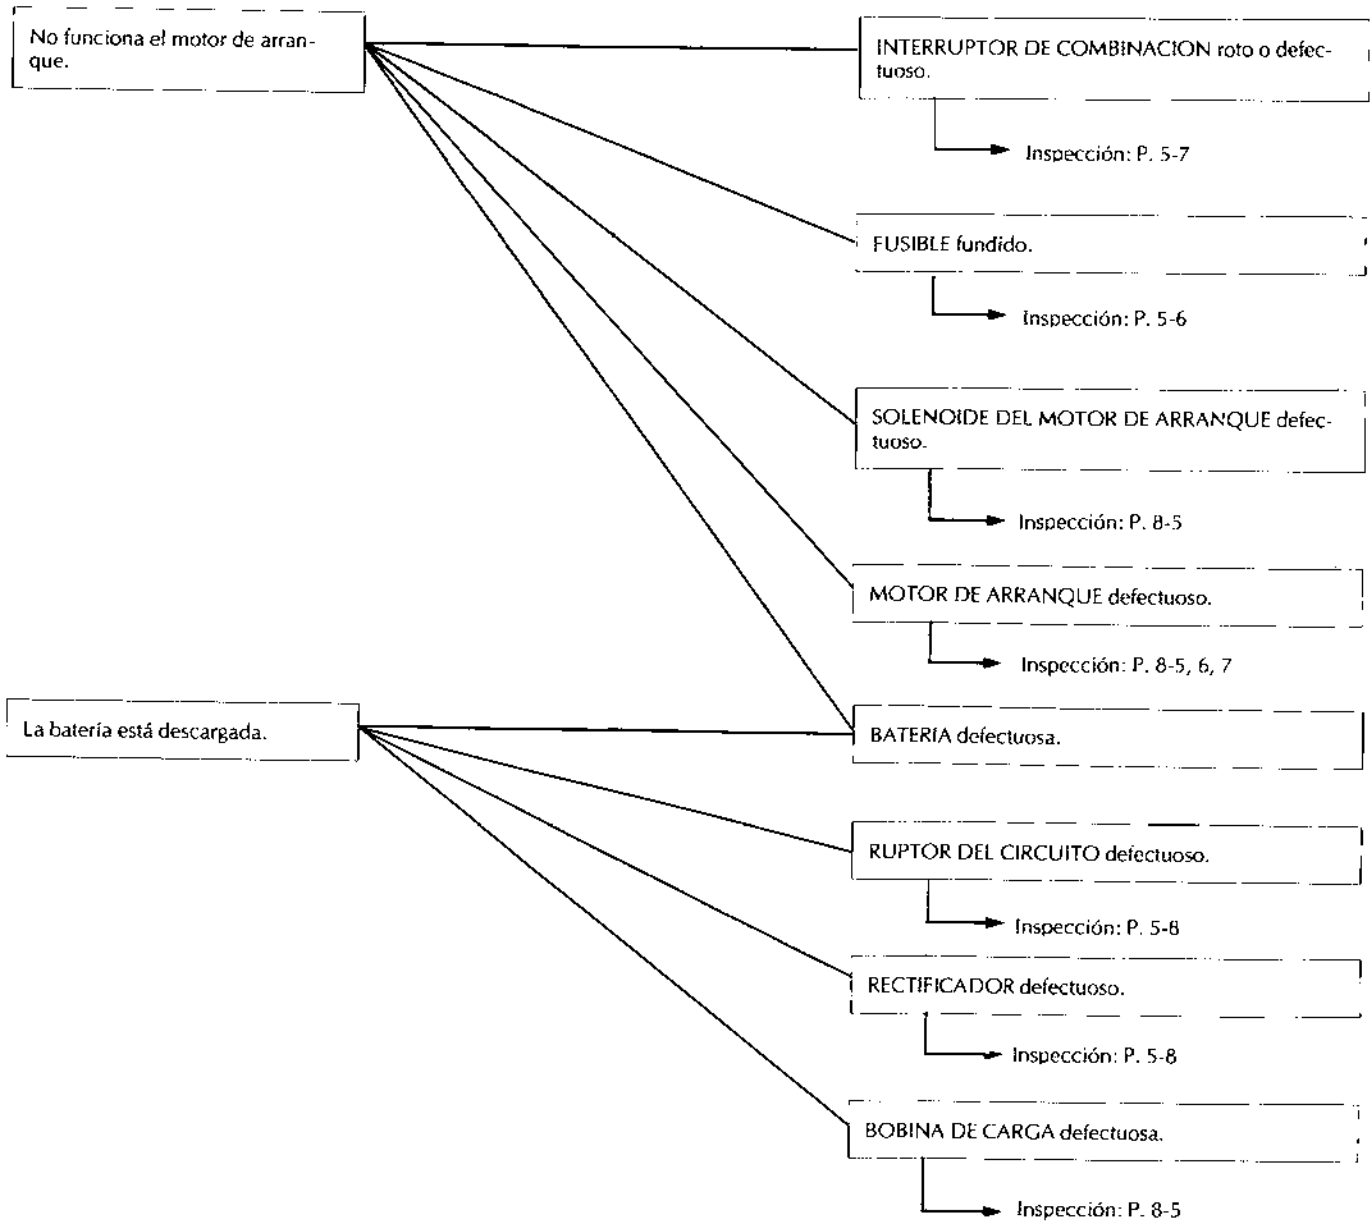 No funciona el motor de arran-
que.
INTERRUPTOR DE COMBINACION roto o defec-
tuoso.
Inspección: P. 5-7
FUSIBLE fundido.
Inspección: P. 5-6
SOLENOIDE DEL MOTOR DE ARRANQUE defec-
tuoso.
Inspección: P. 8-5
MOTOR DE ARRANQUE defectuoso.
Inspección: P. 8-5, 6, 7
La batería está descargada.
BATERIA defectuosa.
RUPTOR DEL CIRCUITO defectuoso.
Inspección: P. 5-8
RECTIFICADOR defectuoso.
Inspección: P. 5-8
BOBINA DE CARGA defectuosa.
Inspección: P. 8-5